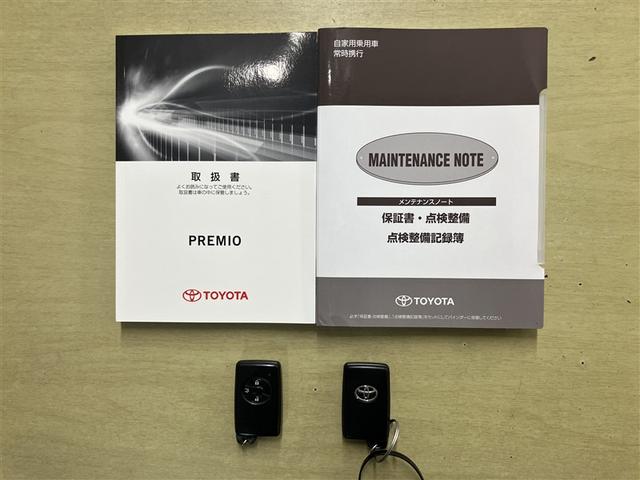 取扱書
よくお読みになってご使用ください。
取扱書は車の中に保管しましょう。
PREMIO
TOYOTA
自家用乗用車
常時携行
MAINTENANCE NOTE
メンテナンスノート
保証書・点検整備
点検整備記録簿
TOYOTA